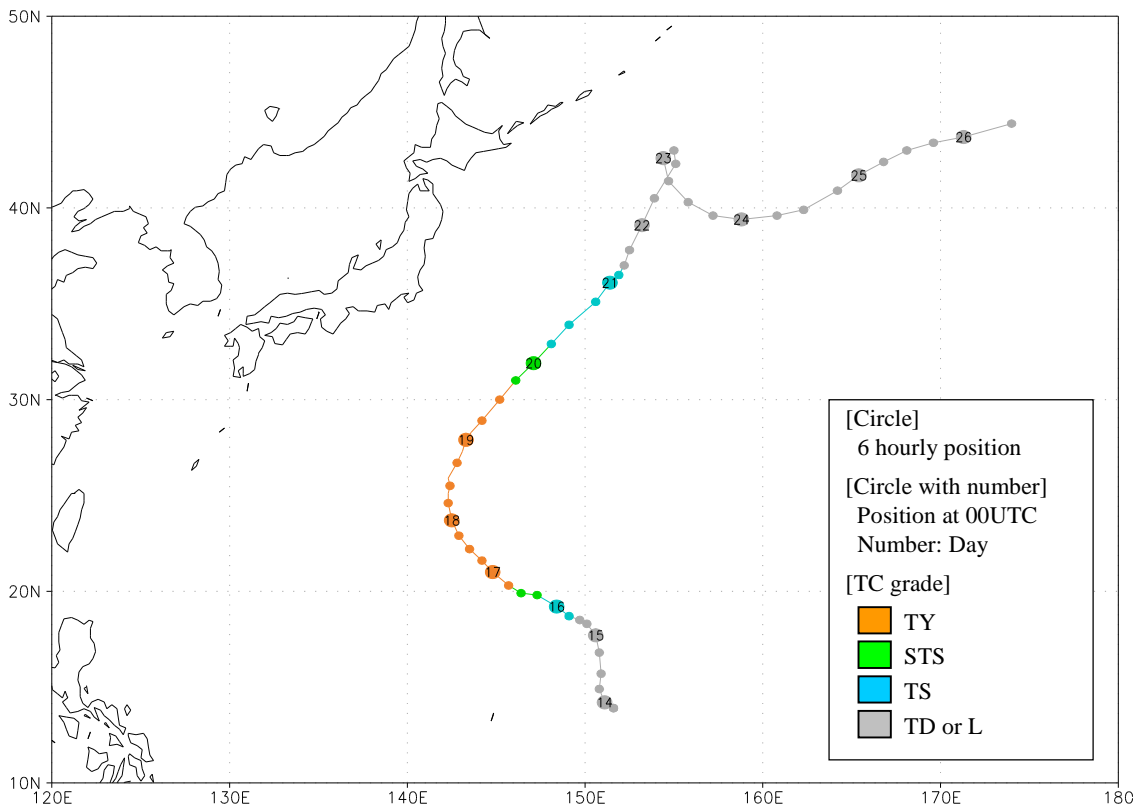 50N
40N
30N
20N
10N
120E 130E 140E 150E 160E 170E 180
23
26
25
24
22
21
20
19
18
17
16
15
14
[Circle]
6 hourly position
[Circle with number]
Position at 00UTC
Number: Day
[TC grade]
TY
STS
TS
TD or L